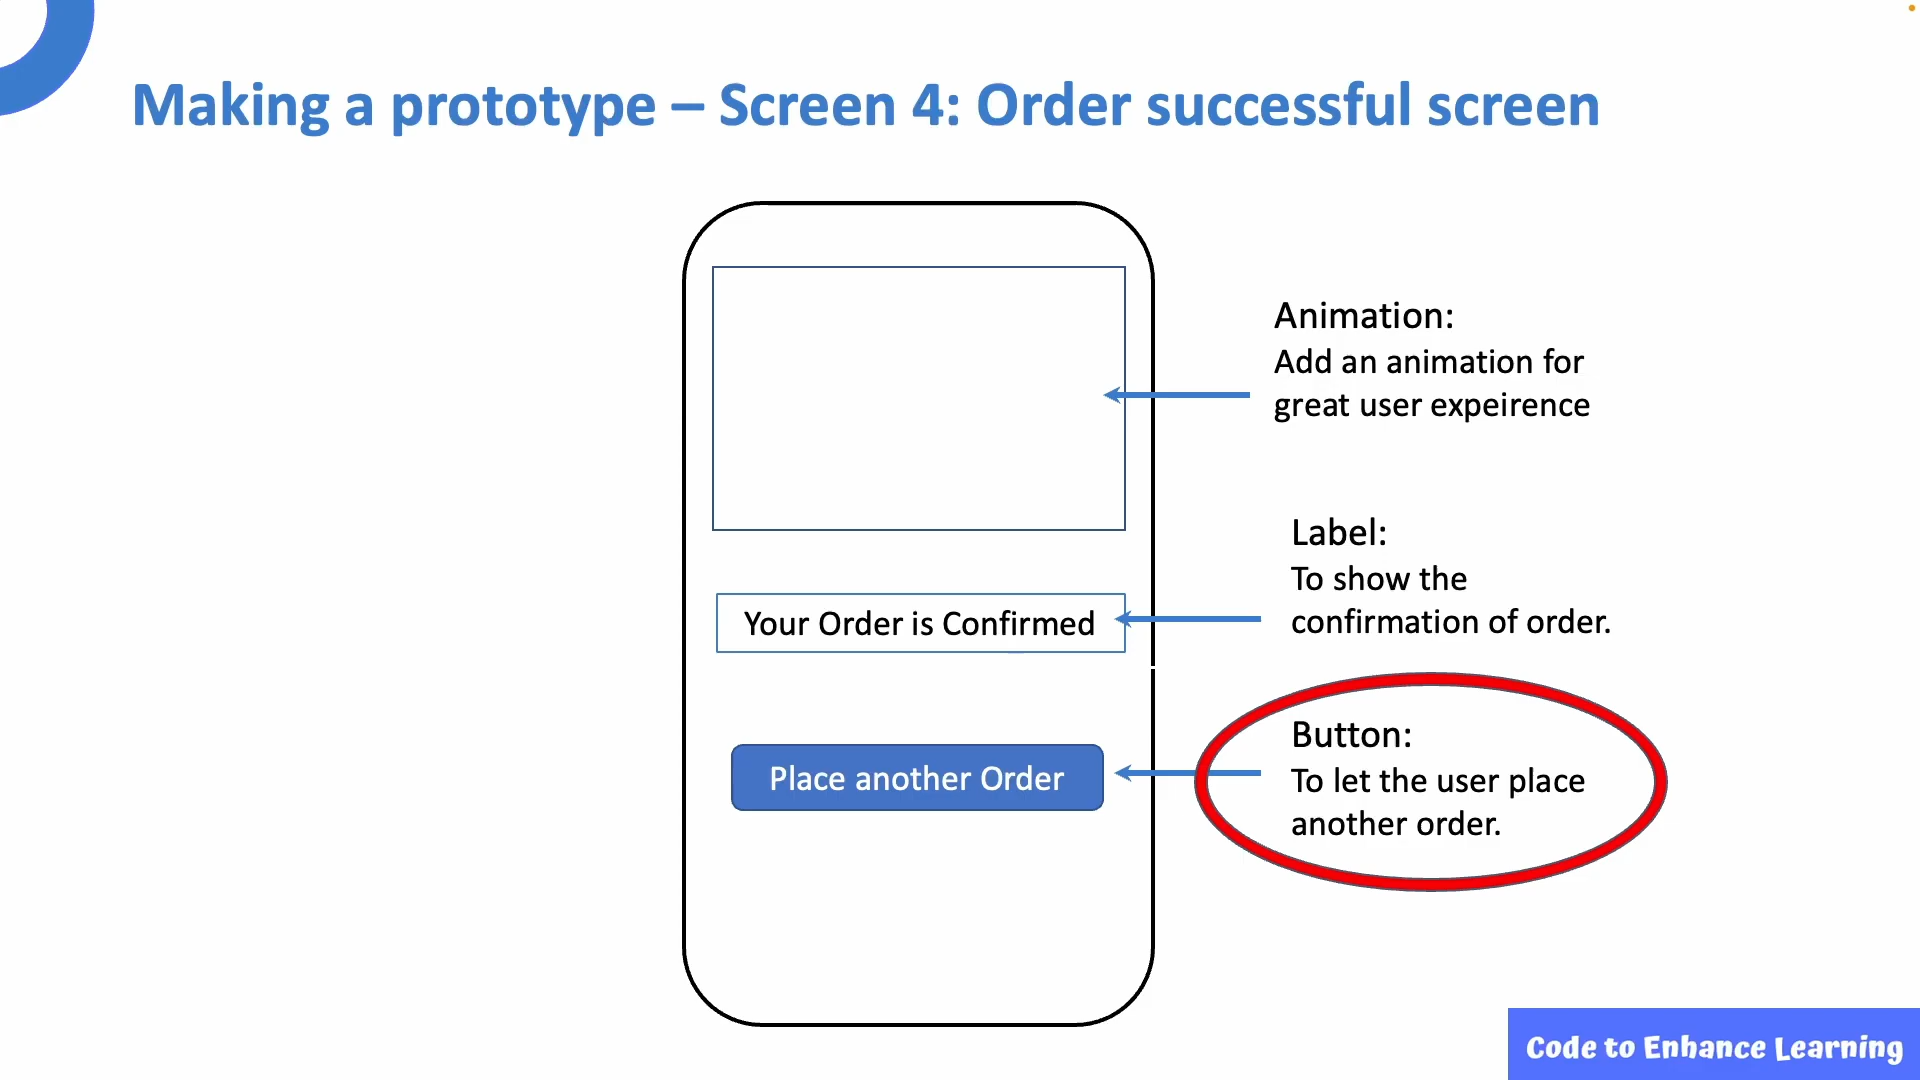 Making a prototype – Screen 4: Order successful screen
Animation:
Add an animation for
great user expeirence
Label:
To show the
confirmation of order.
Your Order is Confirmed
Button:
To let the user place
another order.
Place another Order
Code to Enhance Learning